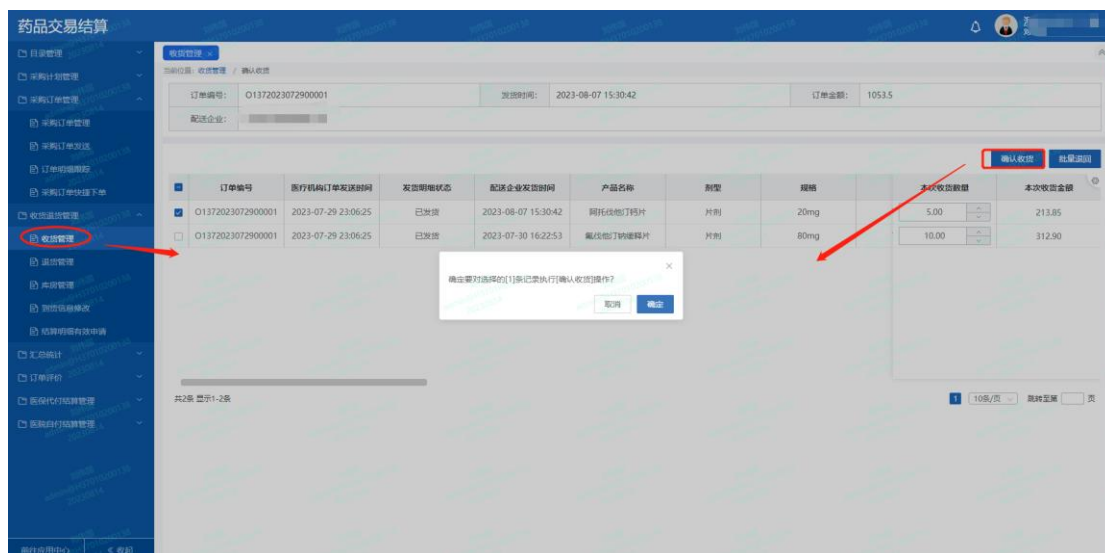 药品交易结算
目录管理
采购计划管理
采购订单管理
采购订单管理
采购订单发送
订单明细跟踪
采购订单快捷下单
收货退货管理
收货管理
退货管理
库房管理
到货信息修改
结算明细有效申请
汇总统计
订单评价
医保代付结算管理
医院自付结算管理
前往应用中心 收起
收货管理 ×
当前位置：收货管理 / 确认收货
订单编号： O1372023072900001 发货时间： 2023-08-07 15:30:42 订单金额： 1053.5
配送企业：
确认收货 批量退回
订单编号 医疗机构订单发送时间 发货明细状态 配送企业发货时间 产品名称 剂型 规格 本次收货数量 本次收货金额
O1372023072900001 2023-07-29 23:06:25 已发货 2023-08-07 15:30:42 阿托伐他汀钙片 片剂 20mg 5.00 213.85
O1372023072900001 2023-07-29 23:06:25 已发货 2023-07-30 16:22:53 氟伐他汀钠缓释片 片剂 80mg 10.00 312.90
确定要对选择的[1]条记录执行[确认收货]操作?
取消 确定
共2条 显示1-2条
1 10条/页 跳转至第 页